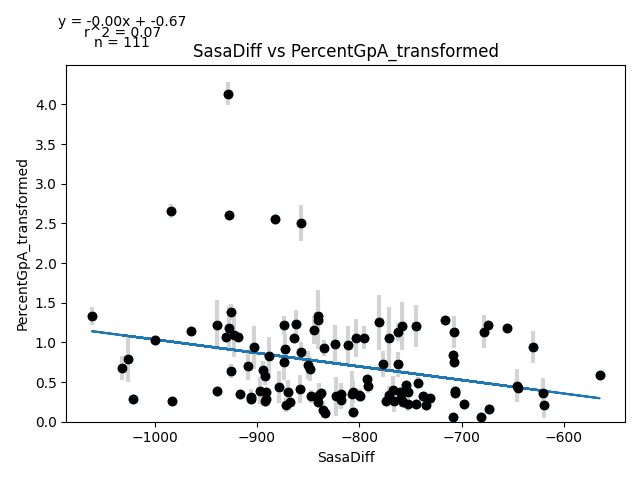 y = -0.00x + -0.67
r^2 = 0.07
n = 111
SasaDiff vs PercentGpA_transformed
4.0
3.5
3.0
2.5
2.0
1.5
1.0
0.5
0.0
PercentGpA_transformed
−1000
−900
−800
−700
−600
SasaDiff